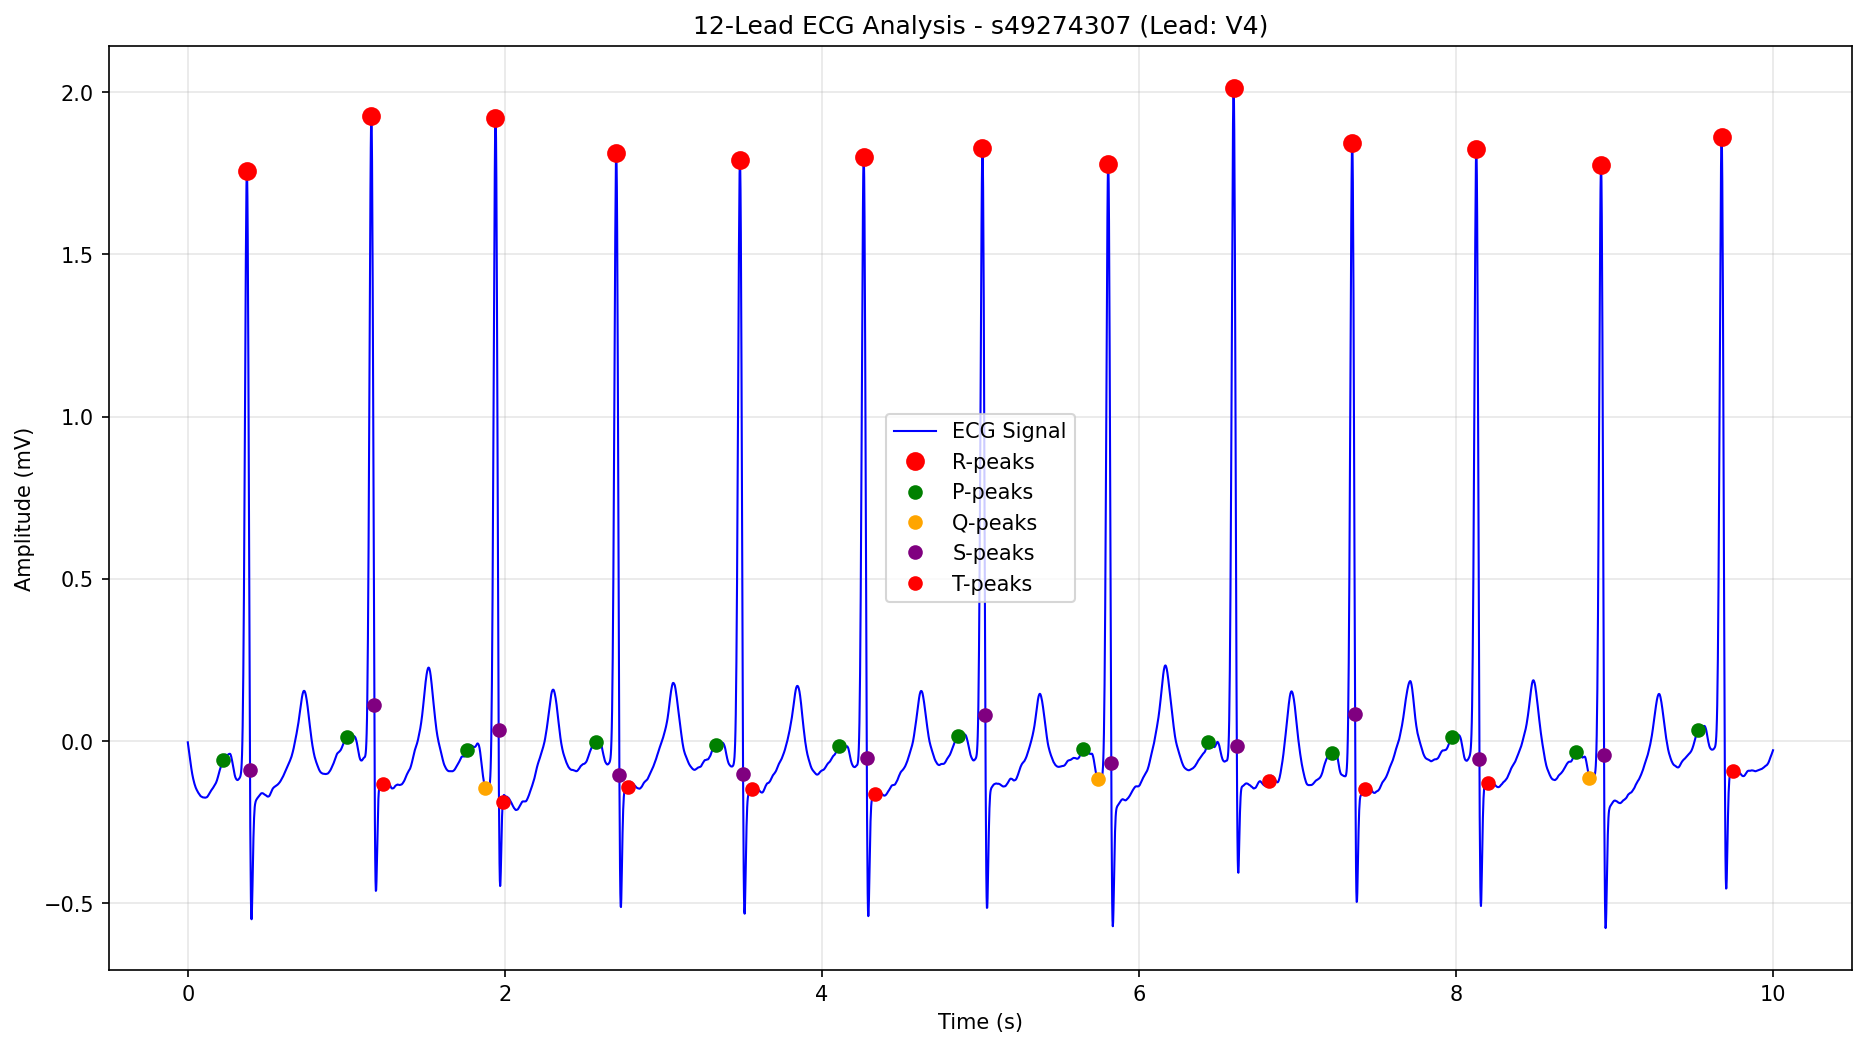 12-Lead ECG Analysis - s49274307 (Lead: V4)
Amplitude (mV)
2.0
1.5
1.0
0.5
0.0
−0.5
ECG Signal
R-peaks
P-peaks
Q-peaks
S-peaks
T-peaks
0 2 4 6 8 10
Time (s)